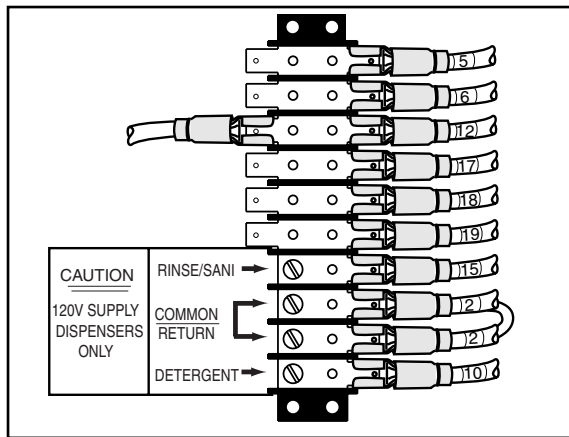 5
6
12
17
18
19
CAUTION
120V SUPPLY
DISPENSERS
ONLY
RINSE/SANI
15
COMMON
RETURN
2
2
DETERGENT
10